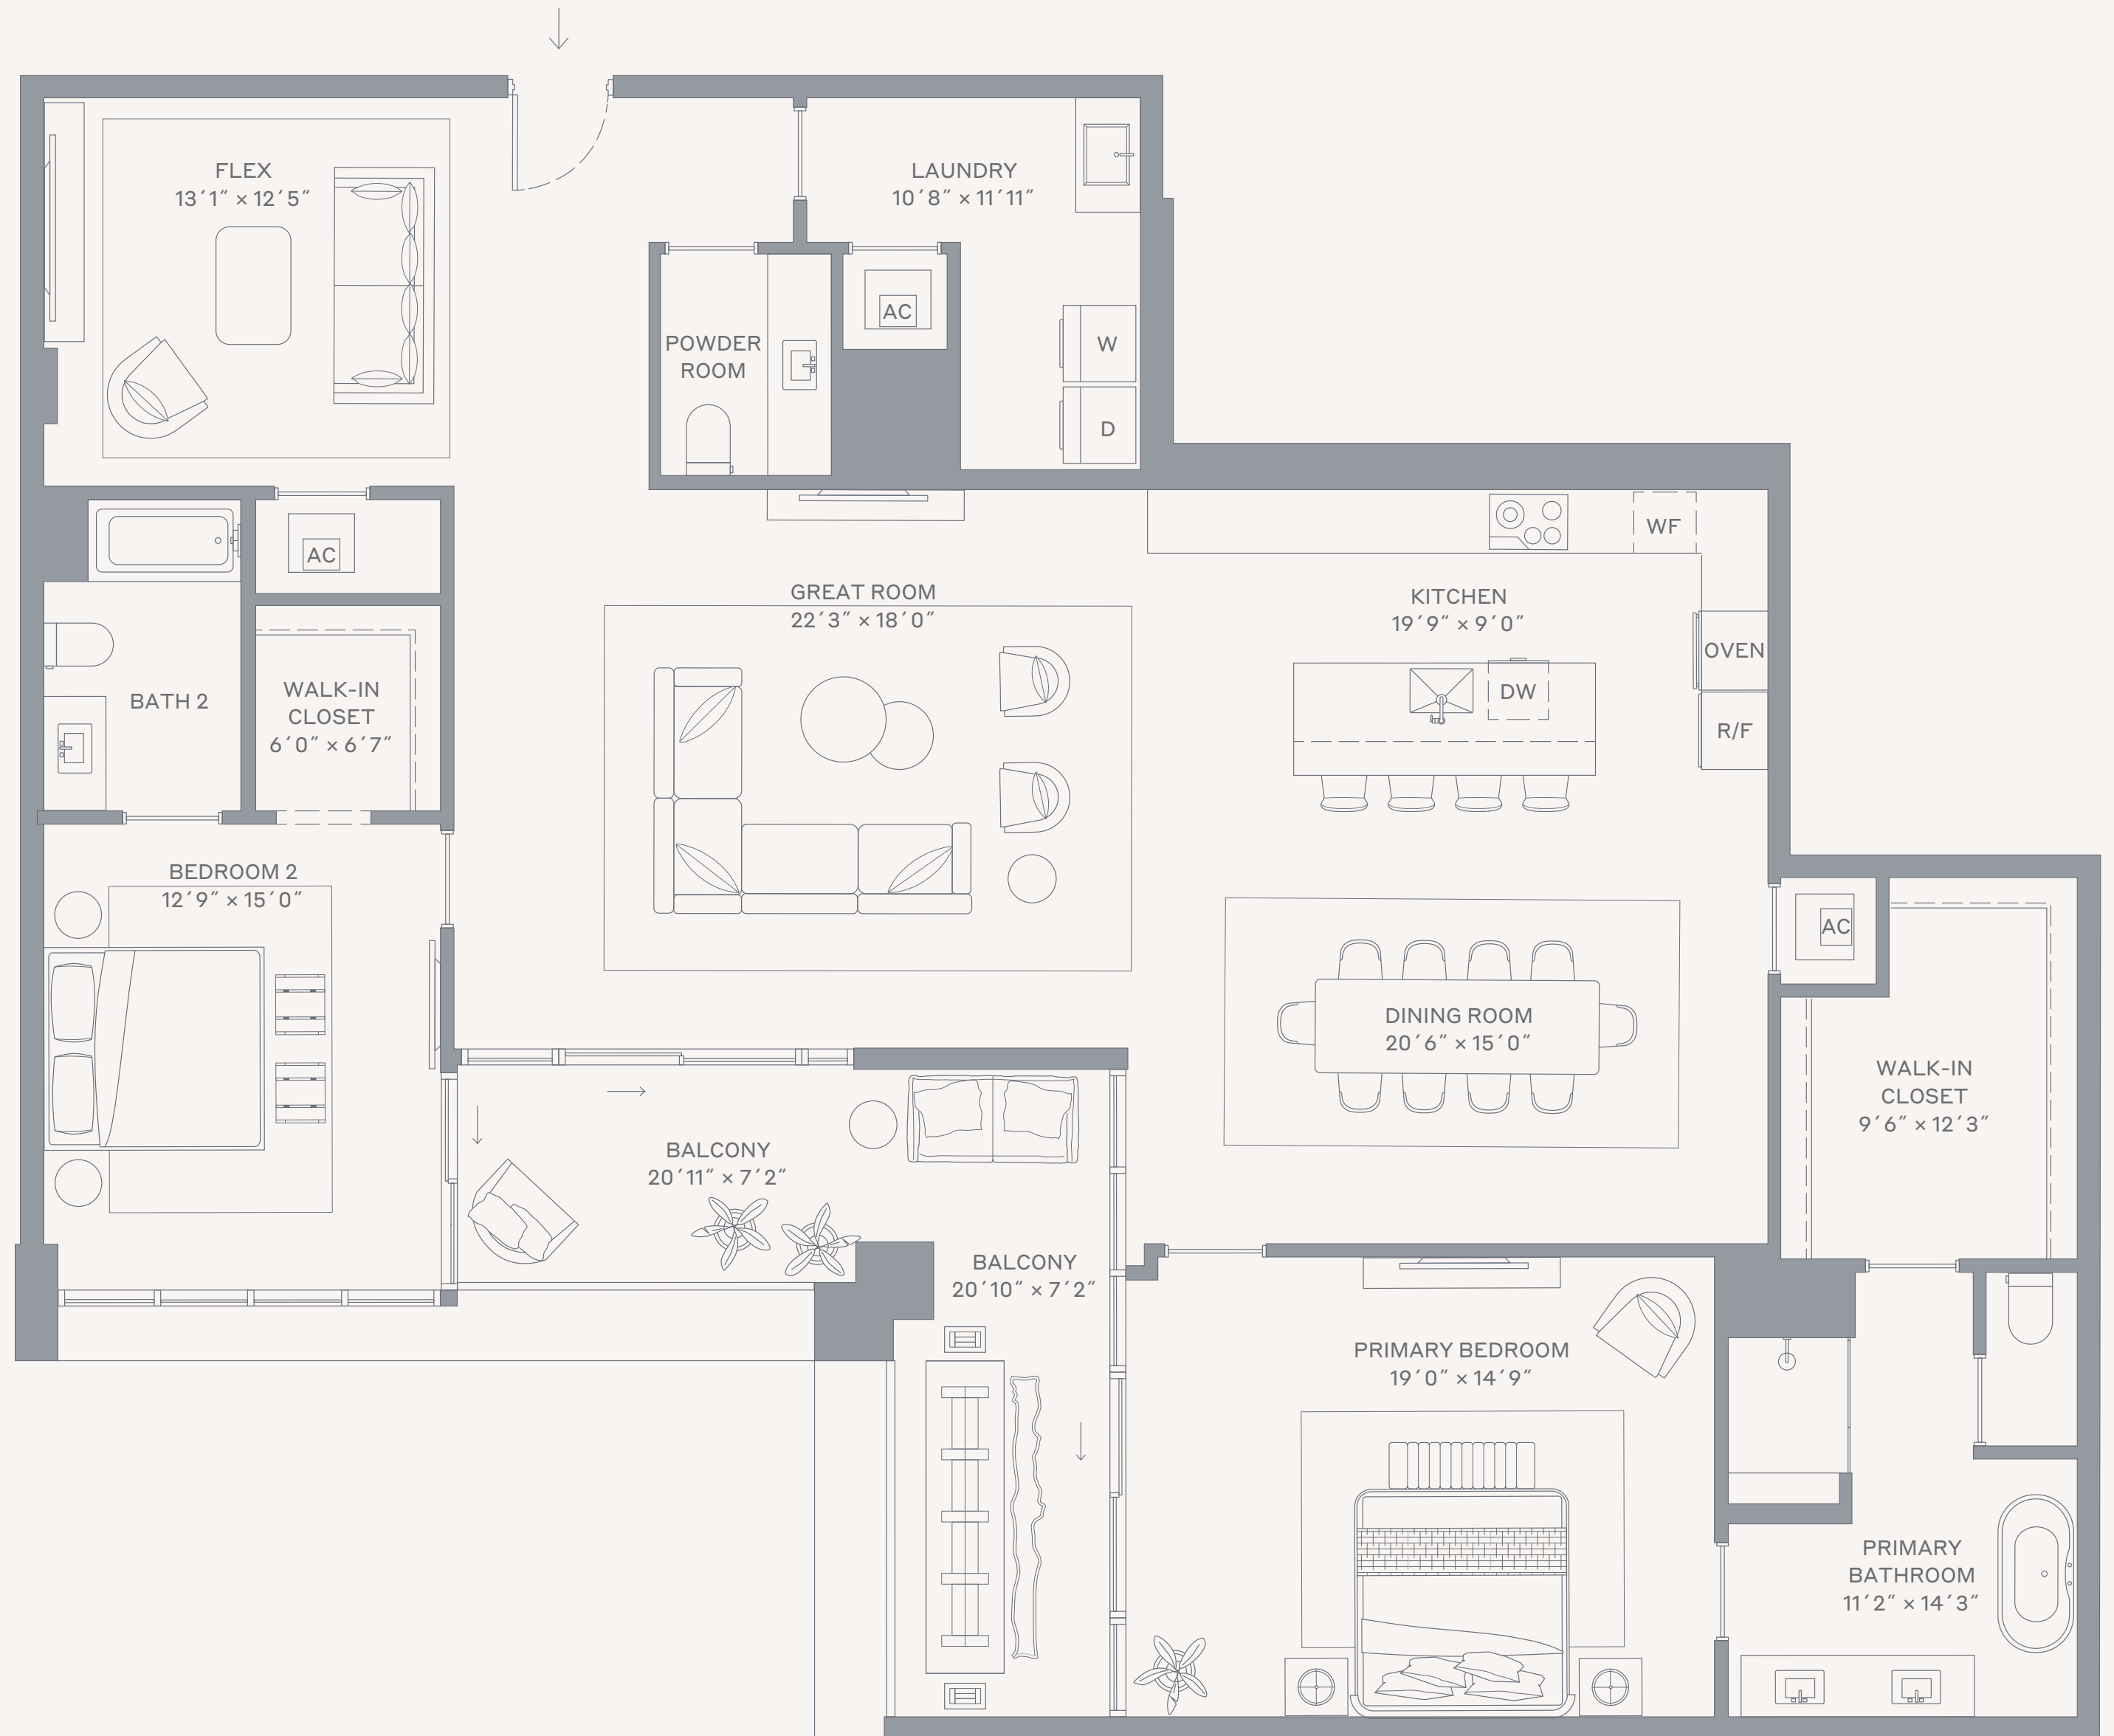 FLEX
13´1˝ × 12´5˝
LAUNDRY
10´8˝ × 11´11˝
AC
POWDER
ROOM
W
D
AC
WF
GREAT ROOM
22´3˝ × 18´0˝
KITCHEN
19´9˝ × 9´0˝
OVEN
DW
R/F
BATH 2
WALK-IN
CLOSET
6´0˝ × 6´7˝
BEDROOM 2
12´9˝ × 15´0˝
AC
DINING ROOM
20´6˝ × 15´0˝
WALK-IN
CLOSET
9´6˝ × 12´3˝
BALCONY
20´11˝ × 7´2˝
BALCONY
20´10˝ × 7´2˝
PRIMARY BEDROOM
19´0˝ × 14´9˝
PRIMARY
BATHROOM
11´2˝ × 14´3˝